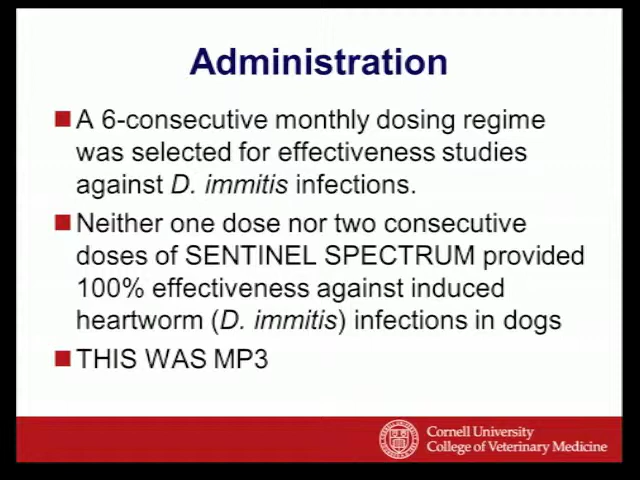 Administration
A 6-consecutive monthly dosing regime
was selected for effectiveness studies
against D. immitis infections.
Neither one dose nor two consecutive
doses of SENTINEL SPECTRUM provided
100% effectiveness against induced
heartworm (D. immitis) infections in dogs
THIS WAS MP3
Cornell University
College of Veterinary Medicine